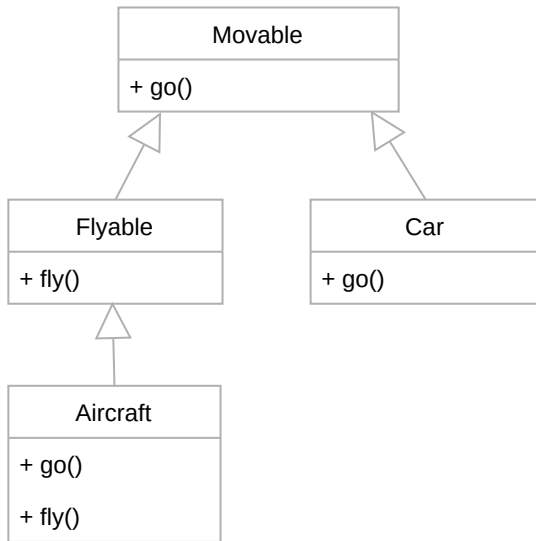 Movable
+ go()
Flyable
+ fly()
Car
+ go()
Aircraft
+ go()
+ fly()